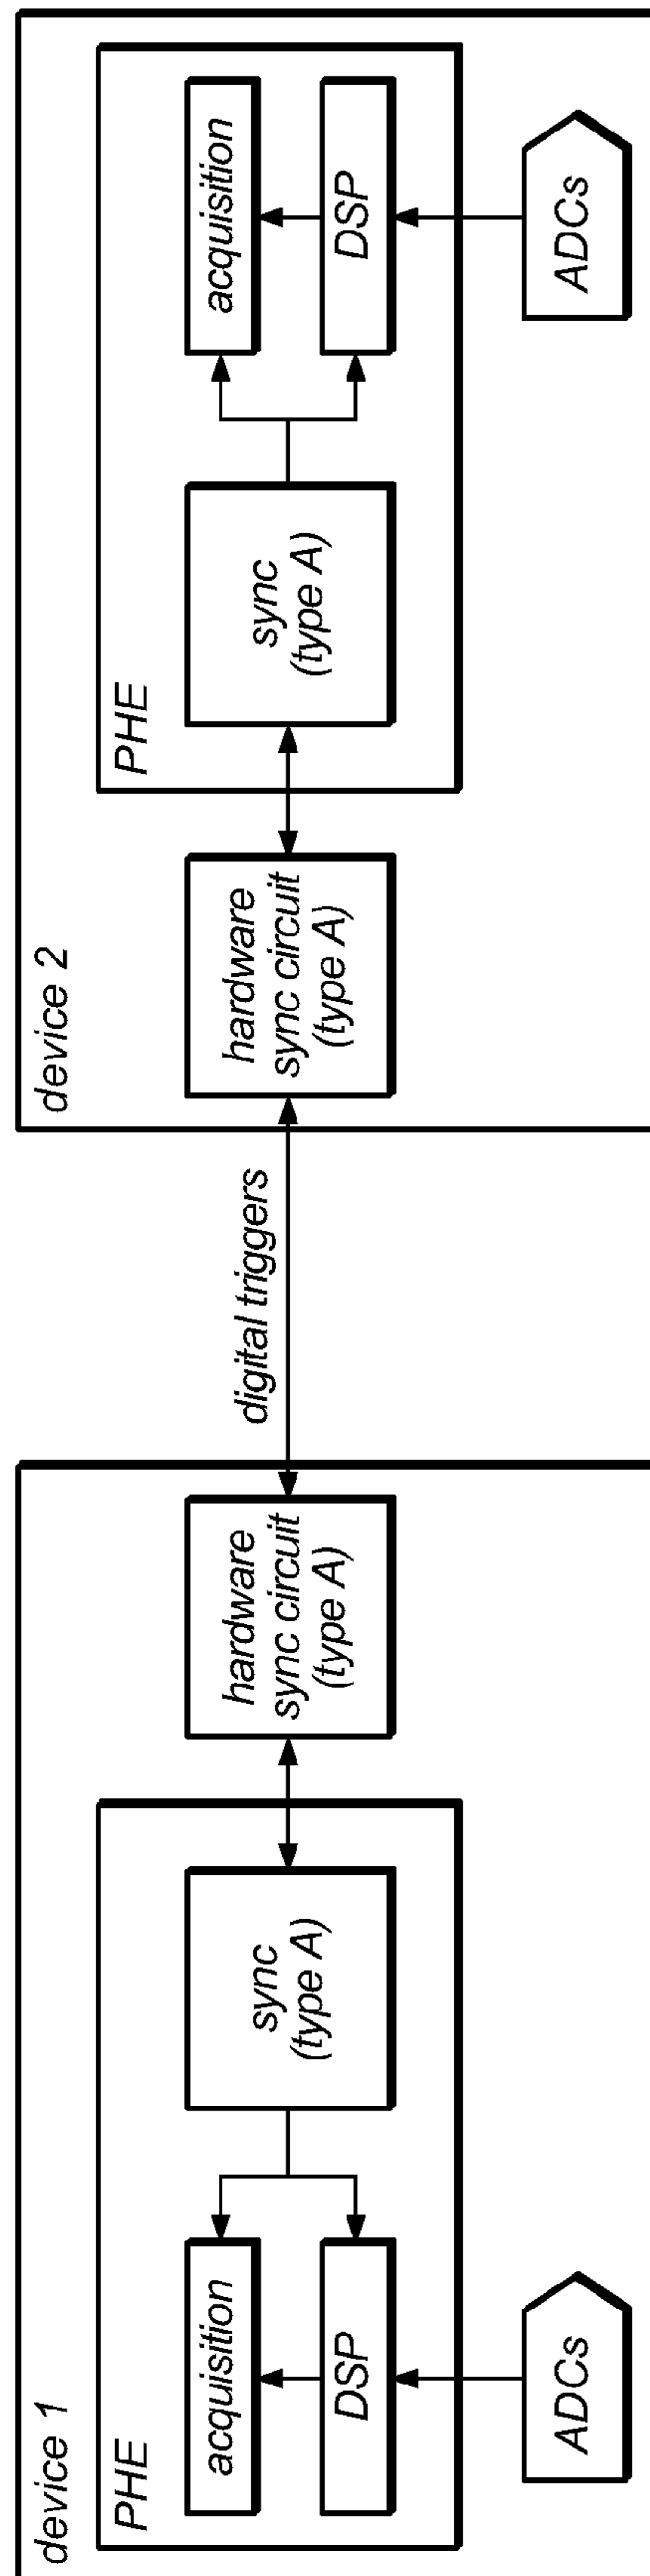 device 1
PHE
acquisition
DSP
ADCs
sync
(type A)
hardware
sync circuit
(type A)
digital triggers
device 2
hardware
sync circuit
(type A)
PHE
sync
(type A)
acquisition
DSP
ADCs